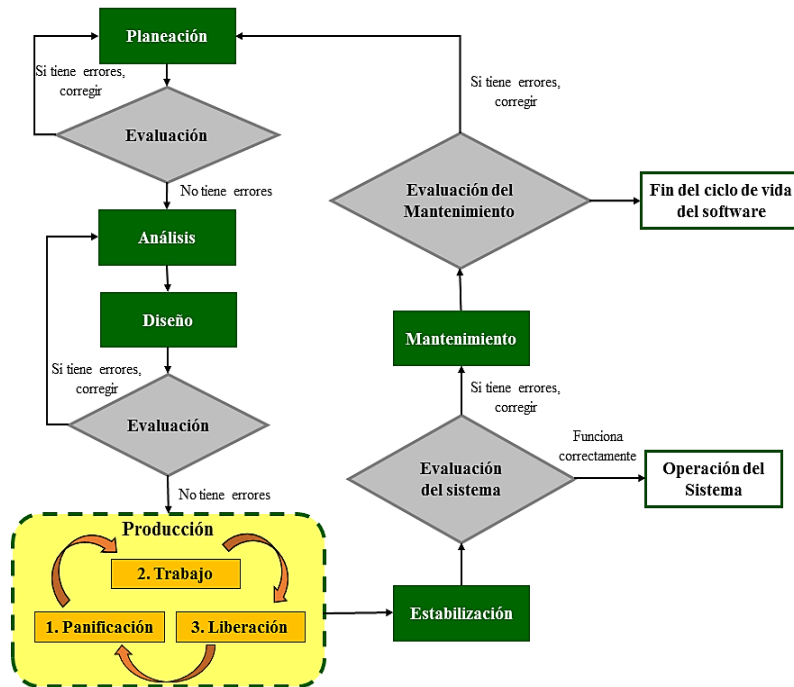 Planeación
Si tiene errores,
corregir
Evaluación
No tiene errores
Análisis
Diseño
Si tiene errores,
corregir
Evaluación
No tiene errores
Producción
2. Trabajo
1. Panificación
3. Liberación
Estabilización
Evaluación
del sistema
Funciona
correctamente
Operación del
Sistema
Si tiene errores,
corregir
Mantenimiento
Evaluación del
Mantenimiento
Fin del ciclo de vida
del software
Si tiene errores,
corregir